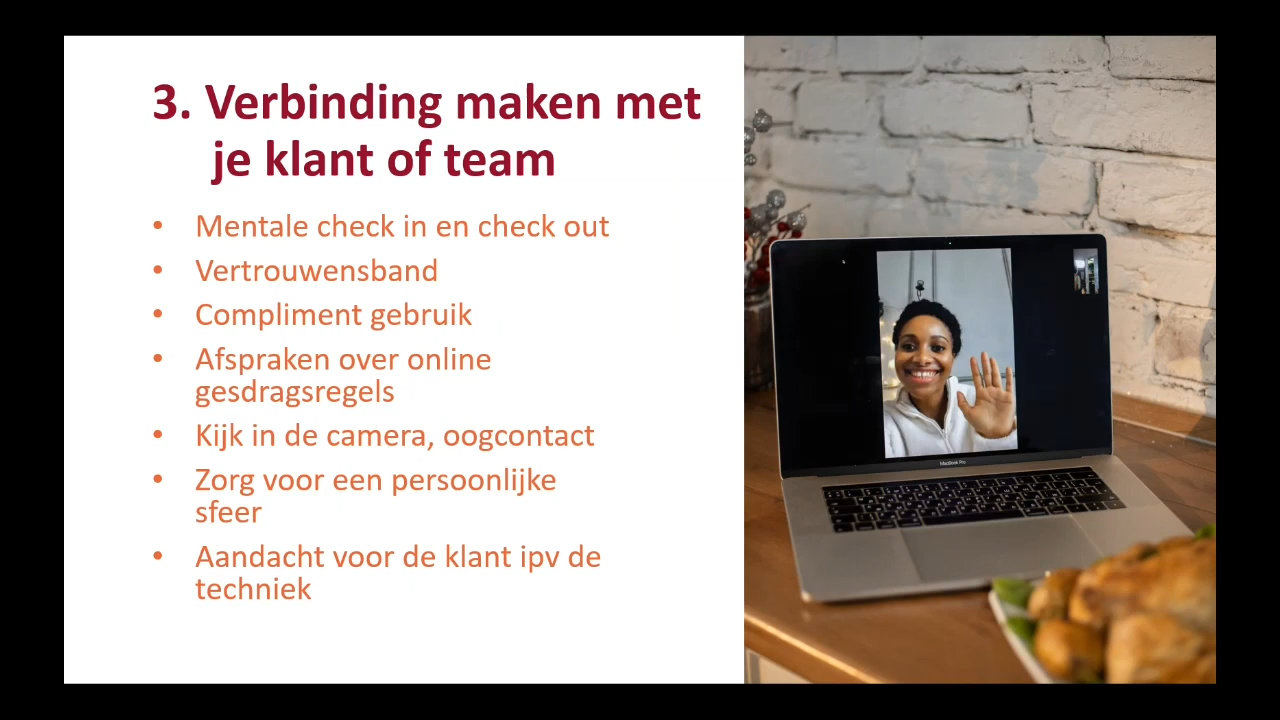 3. Verbinding maken met
je klant of team
• Mentale check in en check out
• Vertrouwensband
• Compliment gebruik
• Afspraken over online
gesdragsregels
• Kijk in de camera, oogcontact
• Zorg voor een persoonlijke
sfeer
• Aandacht voor de klant ipv de
techniek
MacBook Pro